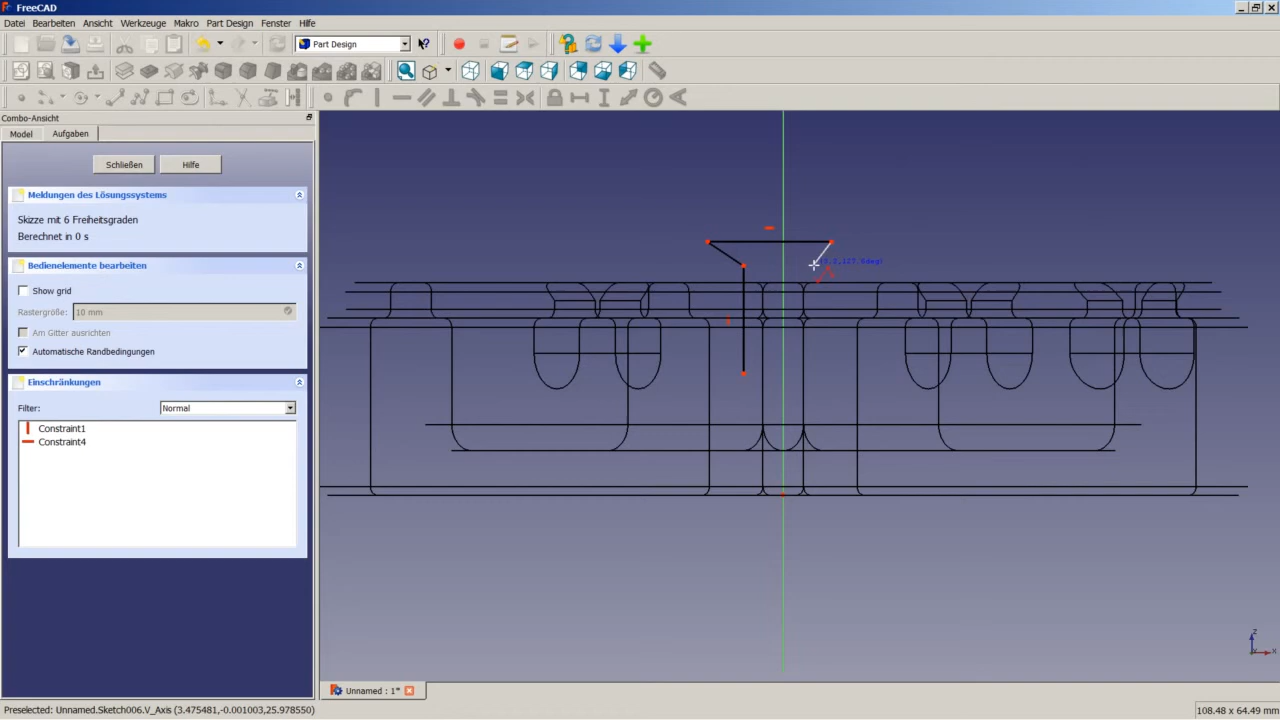 FreeCAD
Datei Bearbeiten Ansicht Werkzeuge Makro Part Design Fenster Hilfe
Part Design
Combo-Ansicht
Model Aufgaben
Schließen Hilfe
Meldungen des Lösungssystems
Skizze mit 6 Freiheitsgraden
Berechnet in 0 s
Bedienelemente bearbeiten
Show grid
Rastergröße: 10 mm
Am Gitter ausrichten
Automatische Randbedingungen
Einschränkungen
Filter: Normal
Constraint1
Constraint4
Z
X
Unnamed : 1*
Preselected: Unnamed.Sketch006.V_Axis (3.475481,-0.001003,25.978550)
108.48 x 64.49 mm